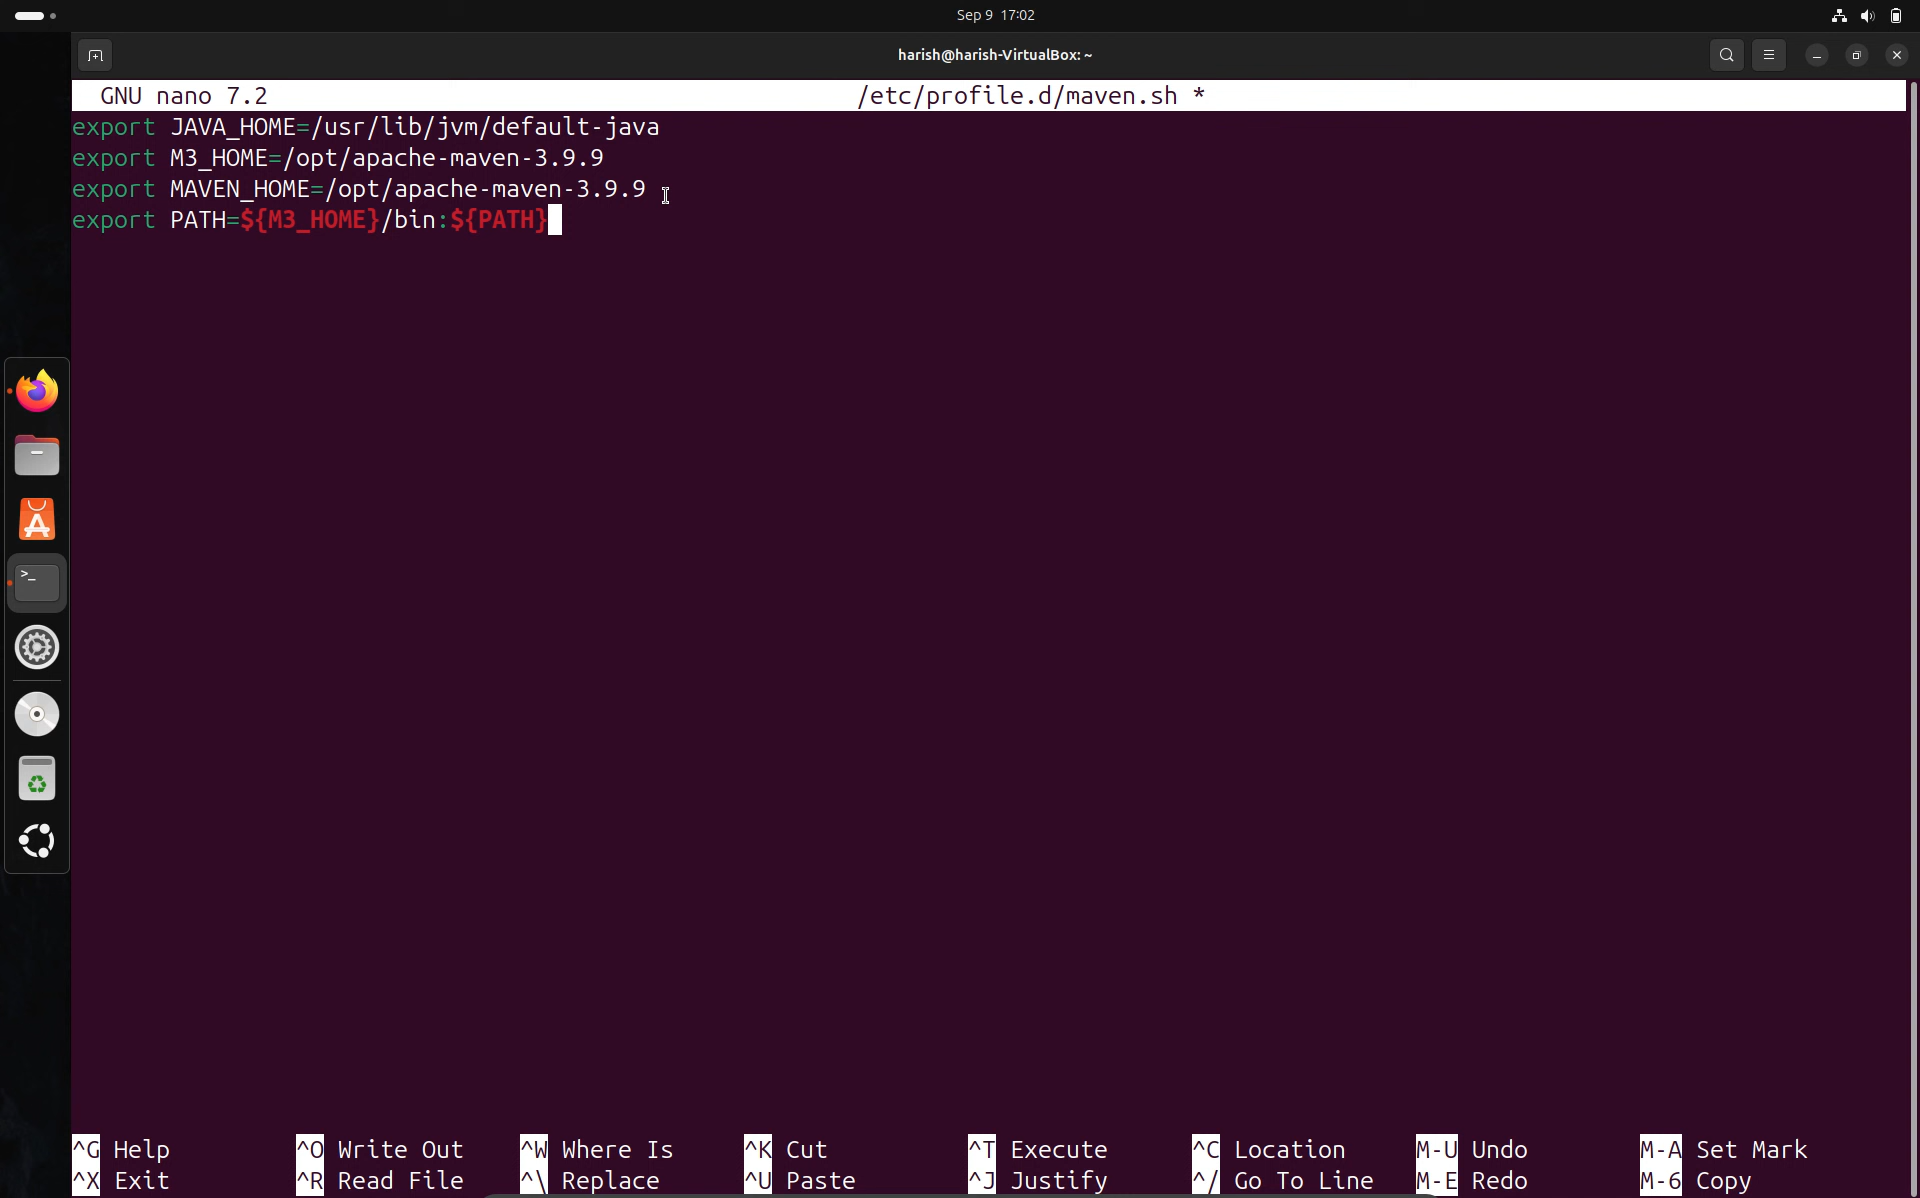 Sep 9 17:02
harish@harish-VirtualBox: ~
GNU nano 7.2 /etc/profile.d/maven.sh *
export JAVA_HOME=/usr/lib/jvm/default-java
export M3_HOME=/opt/apache-maven-3.9.9
export MAVEN_HOME=/opt/apache-maven-3.9.9
export PATH=${M3_HOME}/bin:${PATH}
^G Help ^O Write Out ^W Where Is ^K Cut ^T Execute ^C Location M-U Undo M-A Set Mark
^X Exit ^R Read File ^\ Replace ^U Paste ^J Justify ^/ Go To Line M-E Redo M-6 Copy